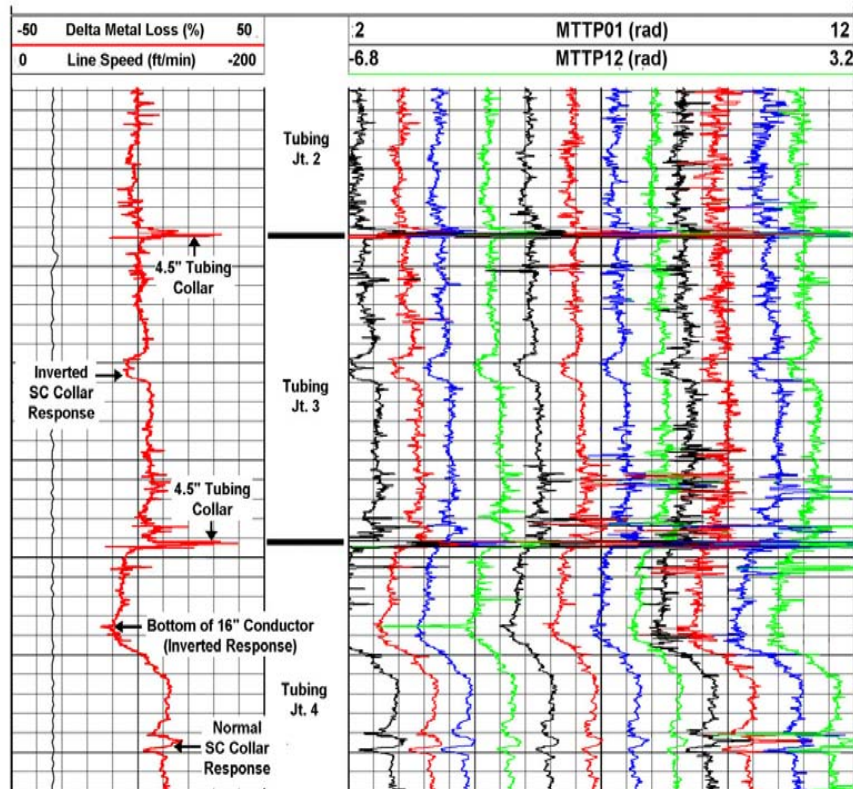 -50 Delta Metal Loss (%) 50
0 Line Speed (ft/min) -200
2 MTTP01 (rad) 12
-6.8 MTTP12 (rad) 3.2
Tubing
Jt. 2
4.5" Tubing
Collar
Inverted
SC Collar
Response
Tubing
Jt. 3
4.5" Tubing
Collar
Bottom of 16" Conductor
(Inverted Response)
Tubing
Jt. 4
Normal
SC Collar
Response